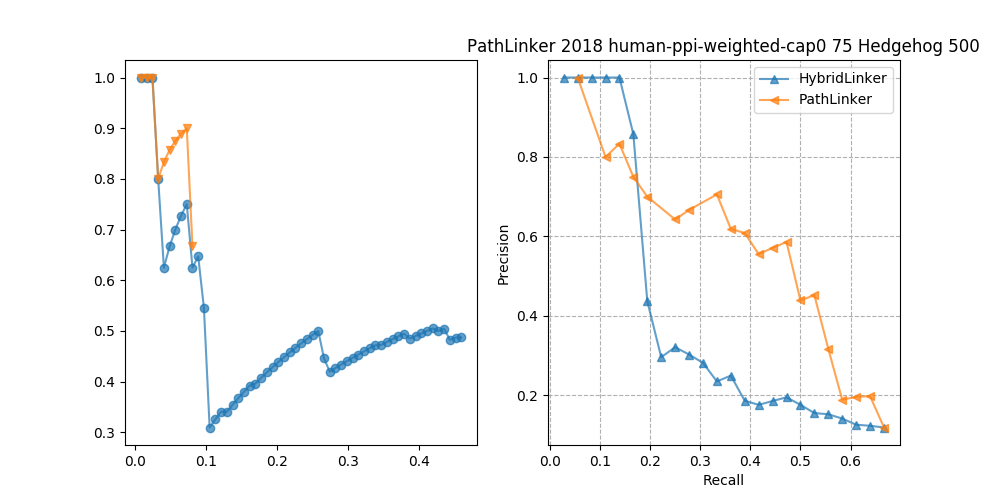 PathLinker 2018 human-ppi-weighted-cap0 75 Hedgehog 500
1.0
0.9
0.8
0.7
0.6
0.5
0.4
0.3
0.0 0.1 0.2 0.3 0.4
HybridLinker
PathLinker
Precision
1.0
0.8
0.6
0.4
0.2
0.0 0.1 0.2 0.3 0.4 0.5 0.6
Recall